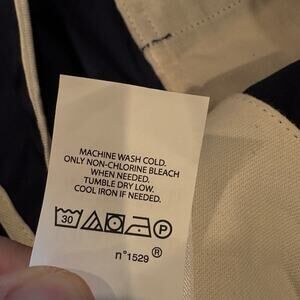 MACHINE WASH COLD.
ONLY NON-CHLORINE BLEACH
WHEN NEEDED.
TUMBLE DRY LOW.
COOL IRON IF NEEDED.
30 P
n°1529 ®